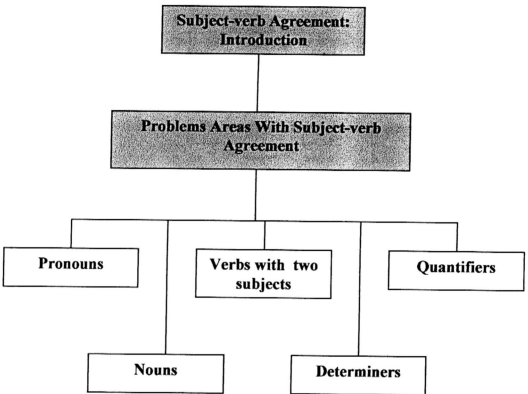 Subject-verb Agreement:
Introduction
Problems Areas With Subject-verb
Agreement
Pronouns
Verbs with two
subjects
Quantifiers
Nouns
Determiners